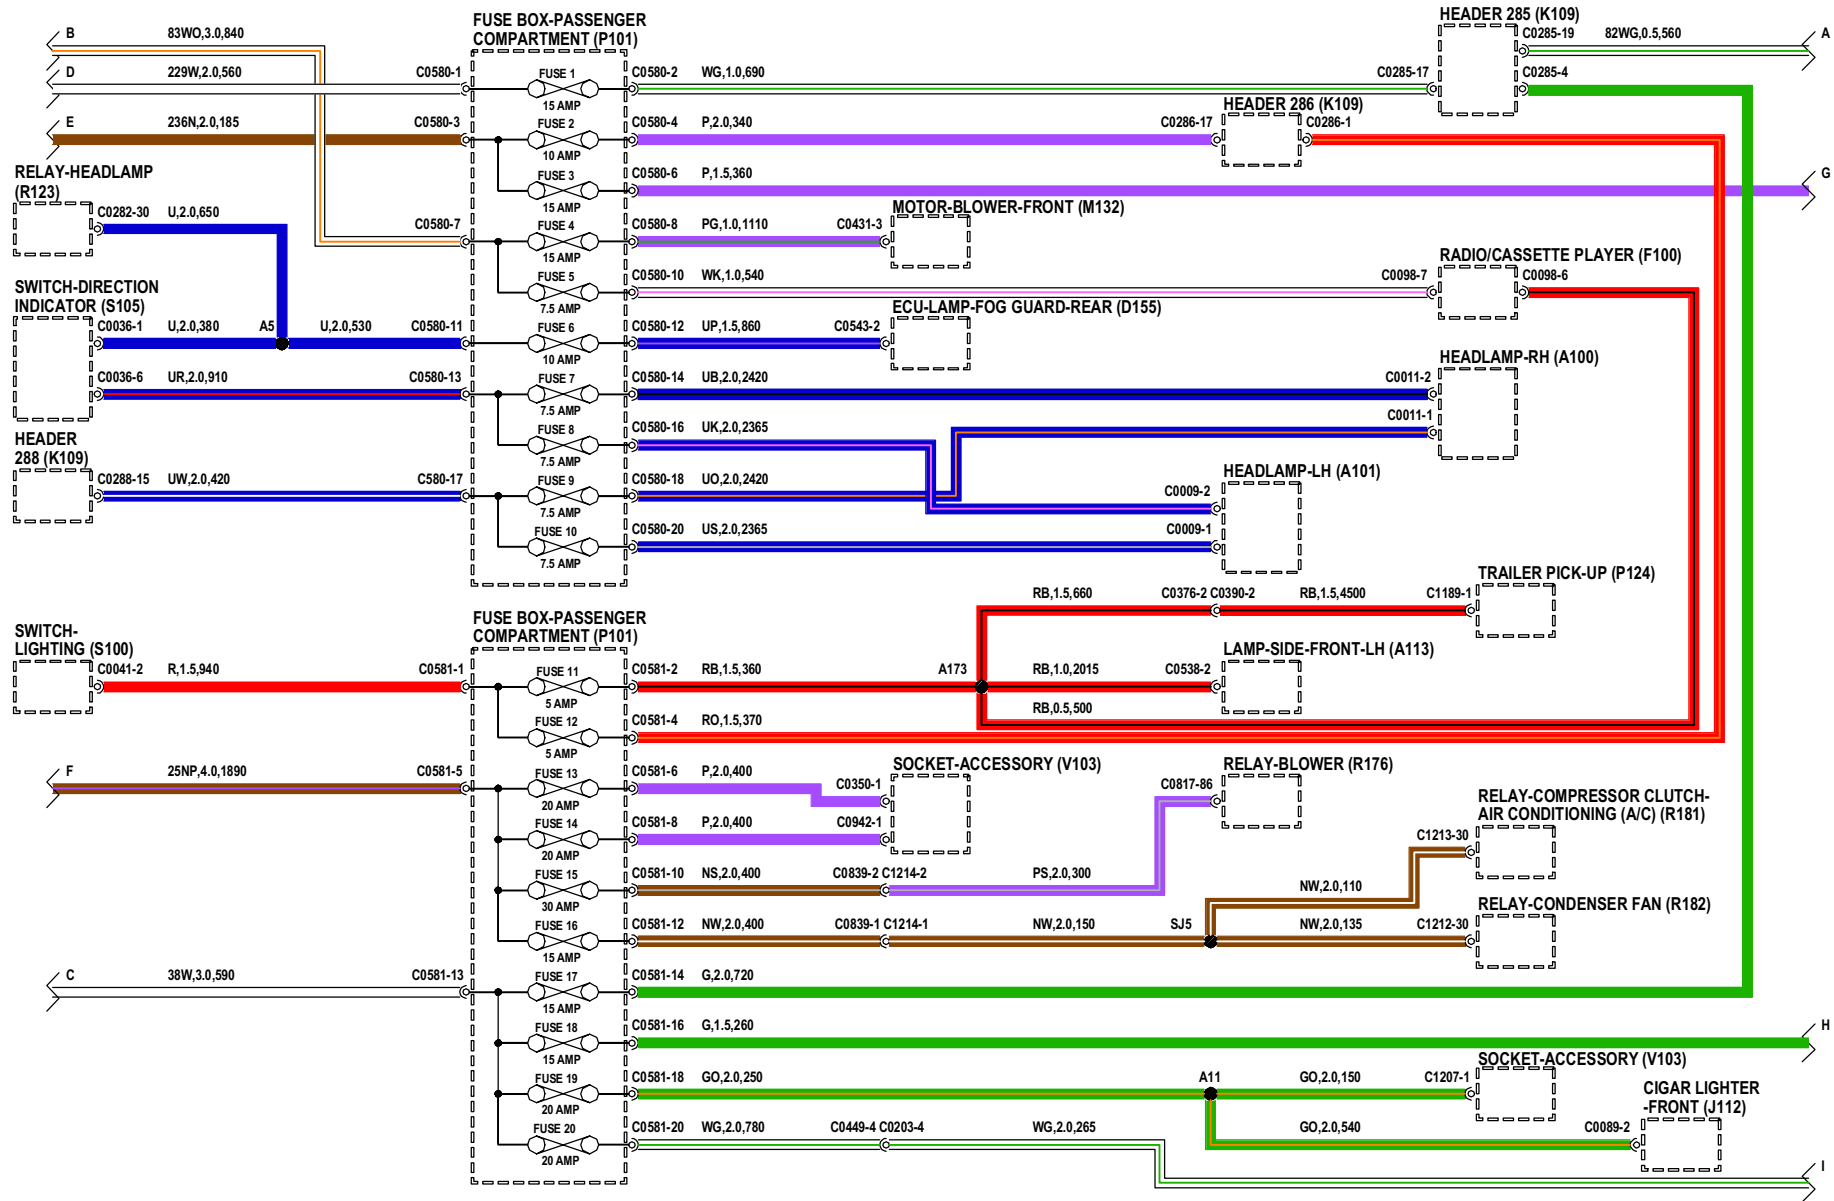 FUSE BOX-PASSENGER
COMPARTMENT (P101)
HEADER 285 (K109)
B 83WO,3.0,840
C0285-19 82WG,0.5,560 A
D 229W,2.0,560 C0580-1
FUSE 1
15 AMP
C0580-2 WG,1.0,690 C0285-17
C0285-4
HEADER 286 (K109)
E 236N,2.0,185 C0580-3
FUSE 2
10 AMP
C0580-4 P,2.0,340 C0286-17
C0286-1
RELAY-HEADLAMP
(R123)
FUSE 3
15 AMP
C0580-6 P,1.5,360 G
C0282-30 U,2.0,650
C0580-7
FUSE 4
15 AMP
C0580-8 PG,1.0,1110 C0431-3
MOTOR-BLOWER-FRONT (M132)
RADIO/CASSETTE PLAYER (F100)
FUSE 5
7.5 AMP
C0580-10 WK,1.0,540 C0098-7
C0098-6
SWITCH-DIRECTION
INDICATOR (S105)
ECU-LAMP-FOG GUARD-REAR (D155)
C0036-1 U,2.0,380 A5 U,2.0,530 C0580-11
FUSE 6
10 AMP
C0580-12 UP,1.5,860 C0543-2
HEADLAMP-RH (A100)
C0036-6 UR,2.0,910 C0580-13
FUSE 7
7.5 AMP
C0580-14 UB,2.0,2420 C0011-2
C0011-1
FUSE 8
7.5 AMP
C0580-16 UK,2.0,2365
HEADER
288 (K109)
HEADLAMP-LH (A101)
C0288-15 UW,2.0,420 C580-17
FUSE 9
7.5 AMP
C0580-18 UO,2.0,2420
C0009-2
FUSE 10
7.5 AMP
C0580-20 US,2.0,2365 C0009-1
TRAILER PICK-UP (P124)
RB,1.5,660 C0376-2 C0390-2 RB,1.5,4500 C1189-1
FUSE BOX-PASSENGER
COMPARTMENT (P101)
SWITCH-
LIGHTING (S100)
LAMP-SIDE-FRONT-LH (A113)
C0041-2 R,1.5,940 C0581-1
FUSE 11
5 AMP
C0581-2 RB,1.5,360 A173 RB,1.0,2015 C0538-2
RB,0.5,500
FUSE 12
5 AMP
C0581-4 RO,1.5,370
SOCKET-ACCESSORY (V103)
RELAY-BLOWER (R176)
F 25NP,4.0,1890 C0581-5
FUSE 13
20 AMP
C0581-6 P,2.0,400 C0350-1
C0817-86
RELAY-COMPRESSOR CLUTCH-
AIR CONDITIONING (A/C) (R181)
FUSE 14
20 AMP
C0581-8 P,2.0,400 C0942-1
C1213-30
FUSE 15
30 AMP
C0581-10 NS,2.0,400 C0839-2 C1214-2 PS,2.0,300
NW,2.0,110
RELAY-CONDENSER FAN (R182)
FUSE 16
15 AMP
C0581-12 NW,2.0,400 C0839-1 C1214-1 NW,2.0,150 SJ5 NW,2.0,135 C1212-30
C 38W,3.0,590 C0581-13
FUSE 17
15 AMP
C0581-14 G,2.0,720
FUSE 18
15 AMP
C0581-16 G,1.5,260 H
SOCKET-ACCESSORY (V103)
FUSE 19
20 AMP
C0581-18 GO,2.0,250 A11 GO,2.0,150 C1207-1
CIGAR LIGHTER
-FRONT (J112)
FUSE 20
20 AMP
C0581-20 WG,2.0,780 C0449-4 C0203-4 WG,2.0,265
GO,2.0,540 C0089-2
I